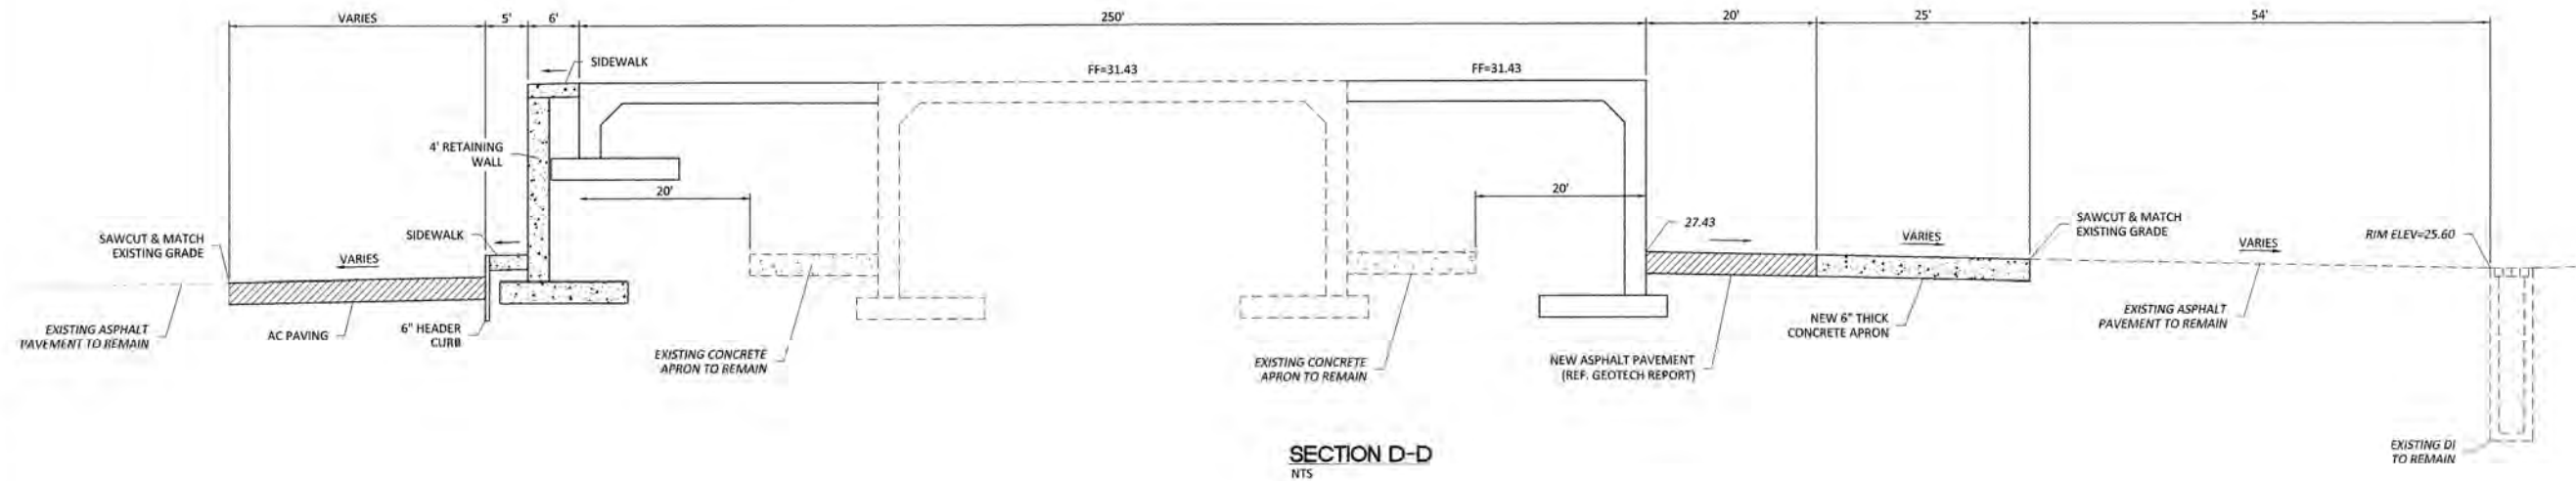 VARIES
5'
6'
250'
20'
25'
54'
SIDEWALK
FF=31.43
FF=31.43
4' RETAINING
WALL
20'
20'
27.43
SAWCUT & MATCH
EXISTING GRADE
SIDEWALK
VARIES
VARIES
SAWCUT & MATCH
EXISTING GRADE
VARIES
RIM ELEV=25.60
EXISTING ASPHALT
PAVEMENT TO REMAIN
AC PAVING
6" HEADER
CURB
EXISTING CONCRETE
APRON TO REMAIN
EXISTING CONCRETE
APRON TO REMAIN
NEW ASPHALT PAVEMENT
(REF. GEOTECH REPORT)
NEW 6" THICK
CONCRETE APRON
EXISTING ASPHALT
PAVEMENT TO REMAIN
EXISTING DI
TO REMAIN
SECTION D-D
NTS